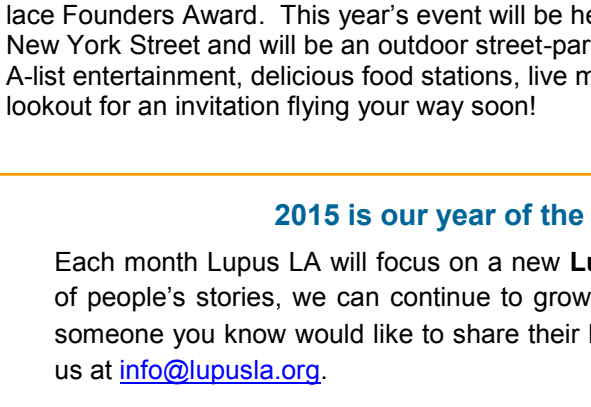 lace Founders Award.  This year’s event will be he
New York Street and will be an outdoor street-par
A-list entertainment, delicious food stations, live m
lookout for an invitation flying your way soon!
2015 is our year of the
Each month Lupus LA will focus on a new Lu
of people’s stories, we can continue to grow
someone you know would like to share their
us at info@lupusla.org.